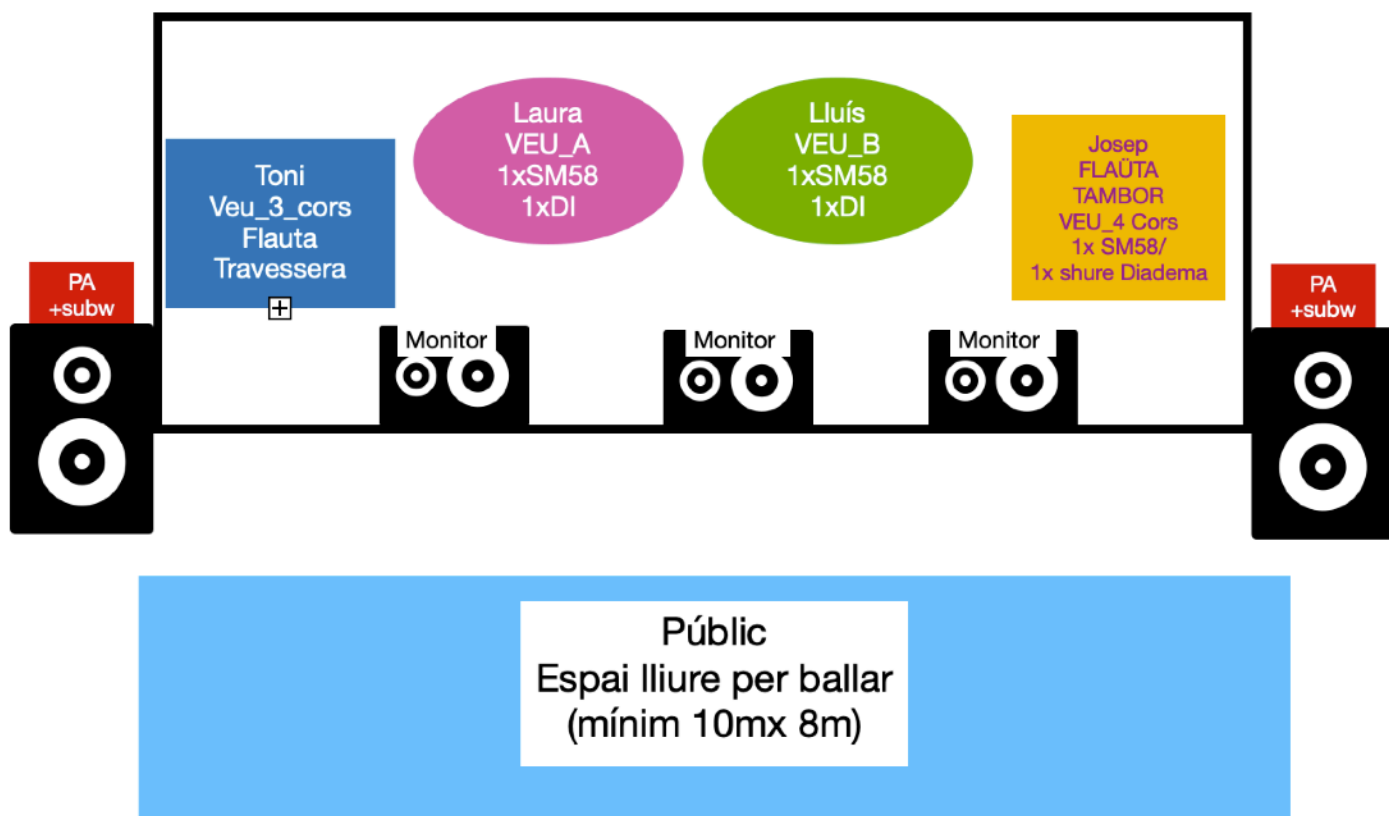 Toni
Veu_3_cors
Flauta
Travessera
Laura
VEU_A
1xSM58
1xDI
Lluís
VEU_B
1xSM58
1xDI
Josep
FLAÜTA
TAMBOR
VEU_4 Cors
1x SM58/
1x shure Diadema
PA
+subw
Monitor
Monitor
Monitor
PA
+subw
Públic
Espai lliure per ballar
(mínim 10mx 8m)